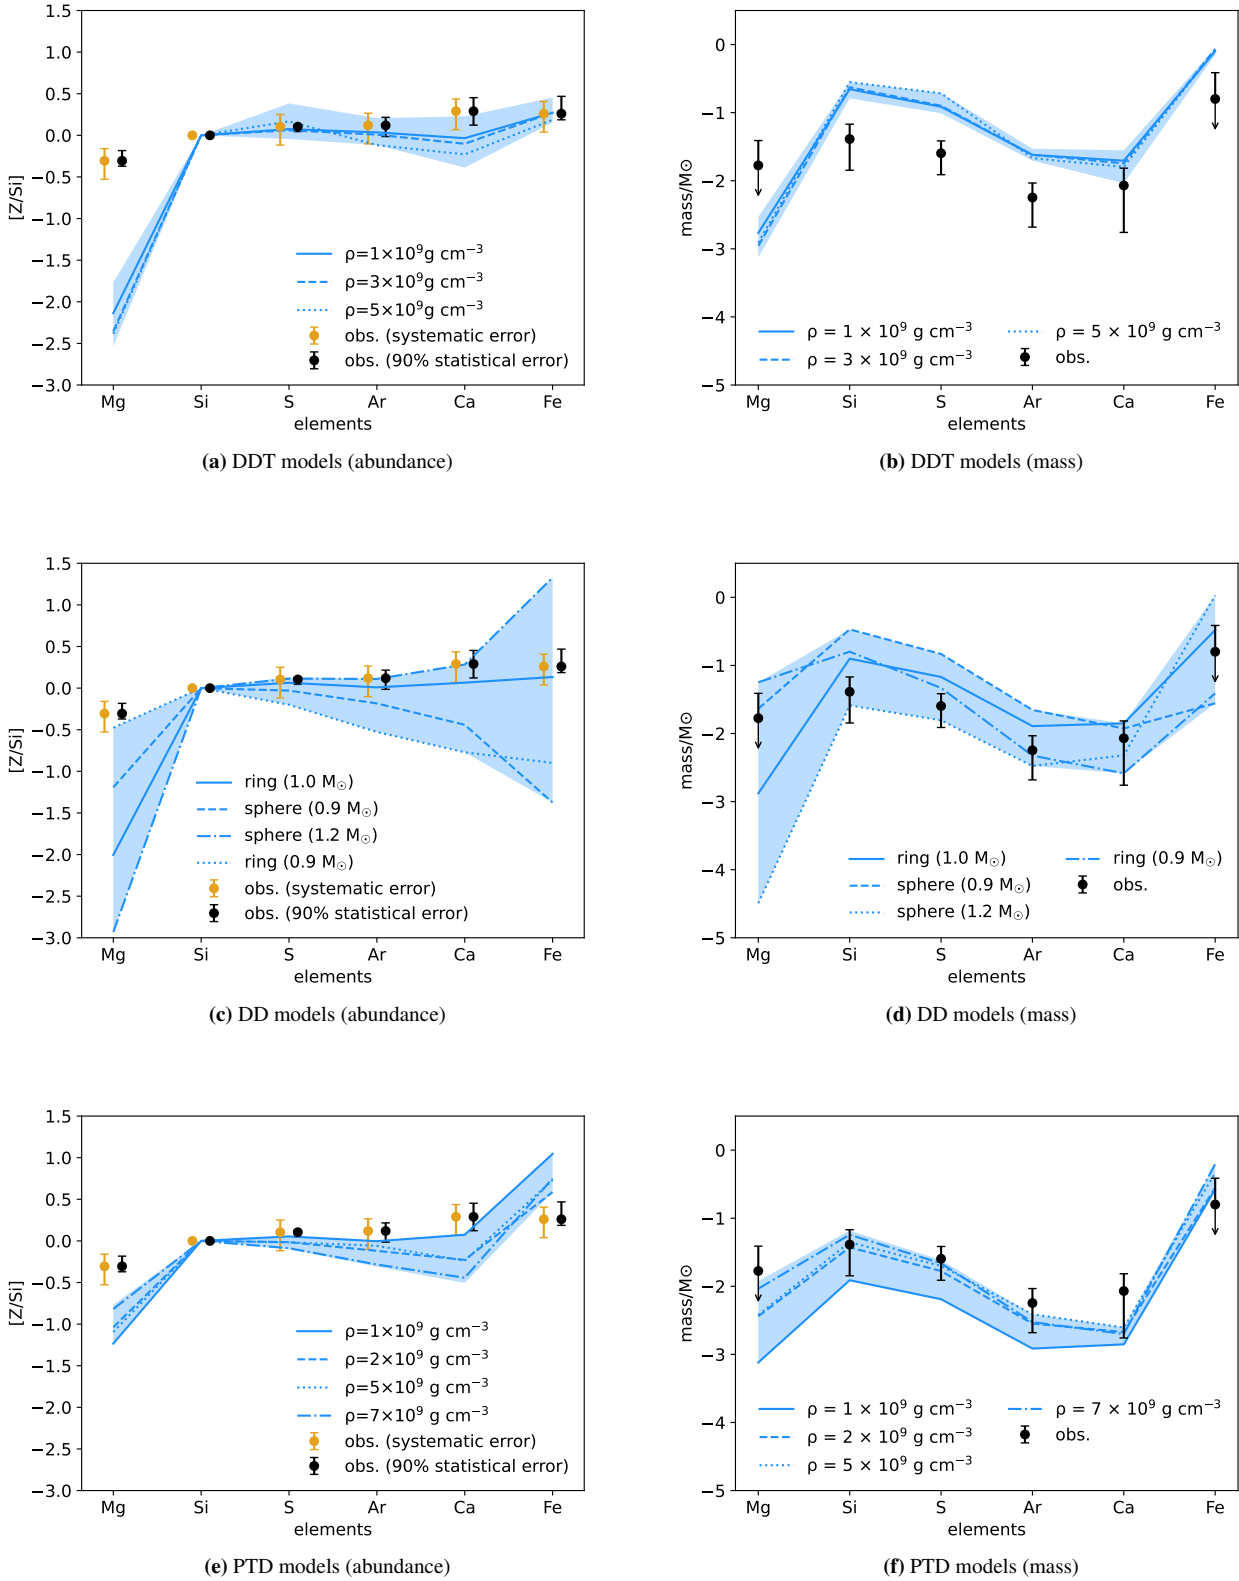 1.5
1.0
0.5
0.0
−0.5
−1.0
−1.5
−2.0
−2.5
−3.0
[Z/Si]
ρ=1×10⁹g cm⁻³
ρ=3×10⁹g cm⁻³
ρ=5×10⁹g cm⁻³
obs. (systematic error)
obs. (90% statistical error)
Mg Si S Ar Ca Fe
elements
(a) DDT models (abundance)
0
−1
−2
−3
−4
−5
mass/M⊙
ρ = 1 × 10⁹ g cm⁻³
ρ = 3 × 10⁹ g cm⁻³
ρ = 5 × 10⁹ g cm⁻³
obs.
Mg Si S Ar Ca Fe
elements
(b) DDT models (mass)
1.5
1.0
0.5
0.0
−0.5
−1.0
−1.5
−2.0
−2.5
−3.0
[Z/Si]
ring (1.0 M☉)
sphere (0.9 M☉)
sphere (1.2 M☉)
ring (0.9 M☉)
obs. (systematic error)
obs. (90% statistical error)
Mg Si S Ar Ca Fe
elements
(c) DD models (abundance)
0
−1
−2
−3
−4
−5
mass/M⊙
ring (1.0 M☉)
sphere (0.9 M☉)
sphere (1.2 M☉)
ring (0.9 M☉)
obs.
Mg Si S Ar Ca Fe
elements
(d) DD models (mass)
1.5
1.0
0.5
0.0
−0.5
−1.0
−1.5
−2.0
−2.5
−3.0
[Z/Si]
ρ=1×10⁹ g cm⁻³
ρ=2×10⁹ g cm⁻³
ρ=5×10⁹ g cm⁻³
ρ=7×10⁹ g cm⁻³
obs. (systematic error)
obs. (90% statistical error)
Mg Si S Ar Ca Fe
elements
(e) PTD models (abundance)
0
−1
−2
−3
−4
−5
mass/M⊙
ρ = 1 × 10⁹ g cm⁻³
ρ = 2 × 10⁹ g cm⁻³
ρ = 5 × 10⁹ g cm⁻³
ρ = 7 × 10⁹ g cm⁻³
obs.
Mg Si S Ar Ca Fe
elements
(f) PTD models (mass)